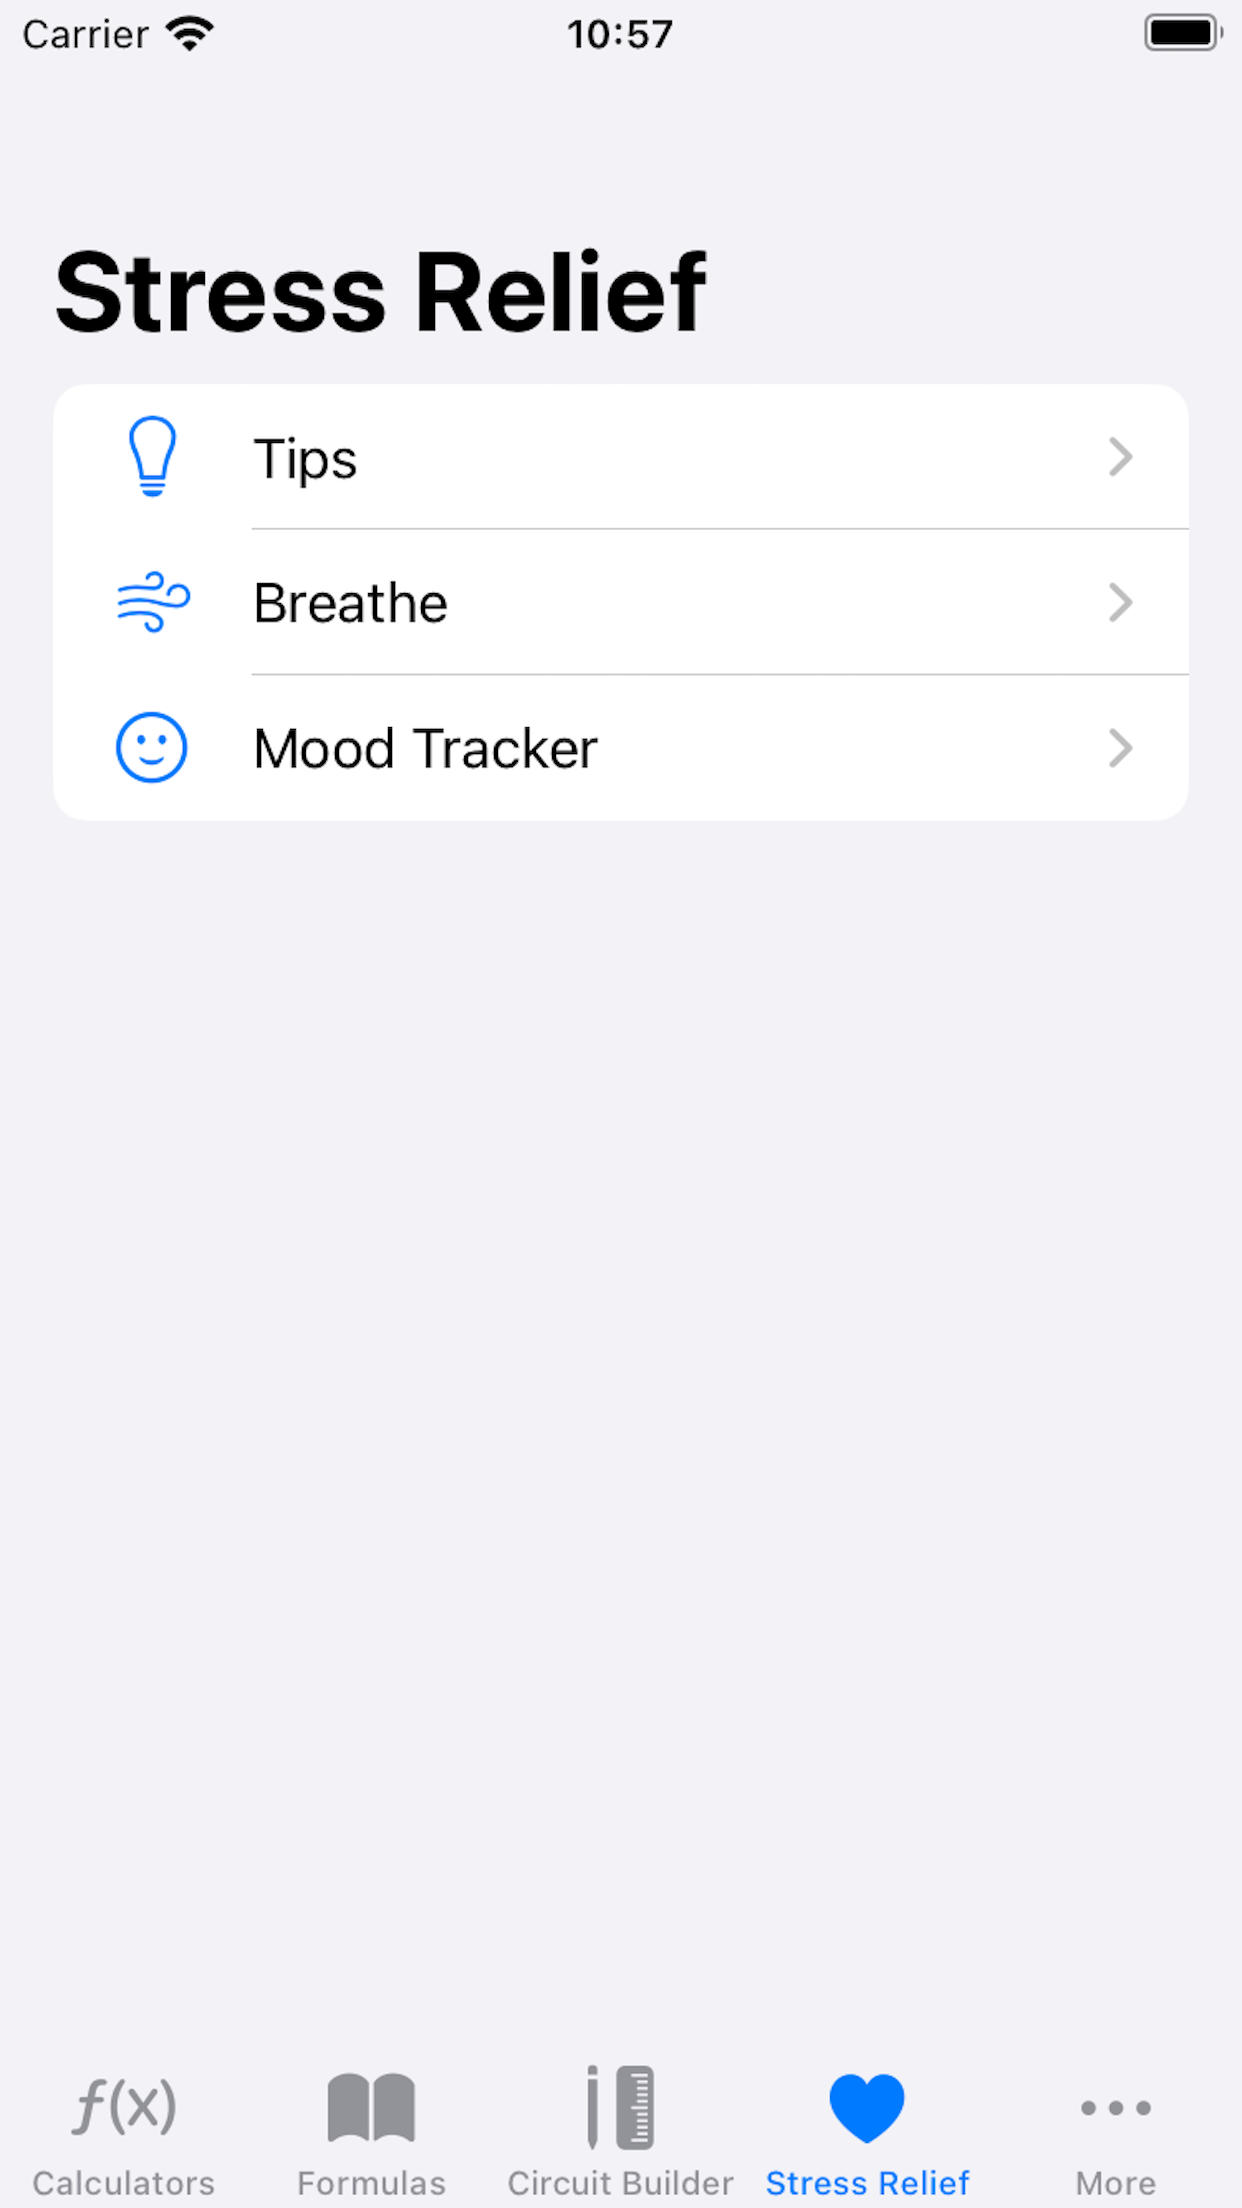 Carrier 10:57
Stress Relief
Tips
Breathe
Mood Tracker
f(x)
Calculators Formulas Circuit Builder Stress Relief More